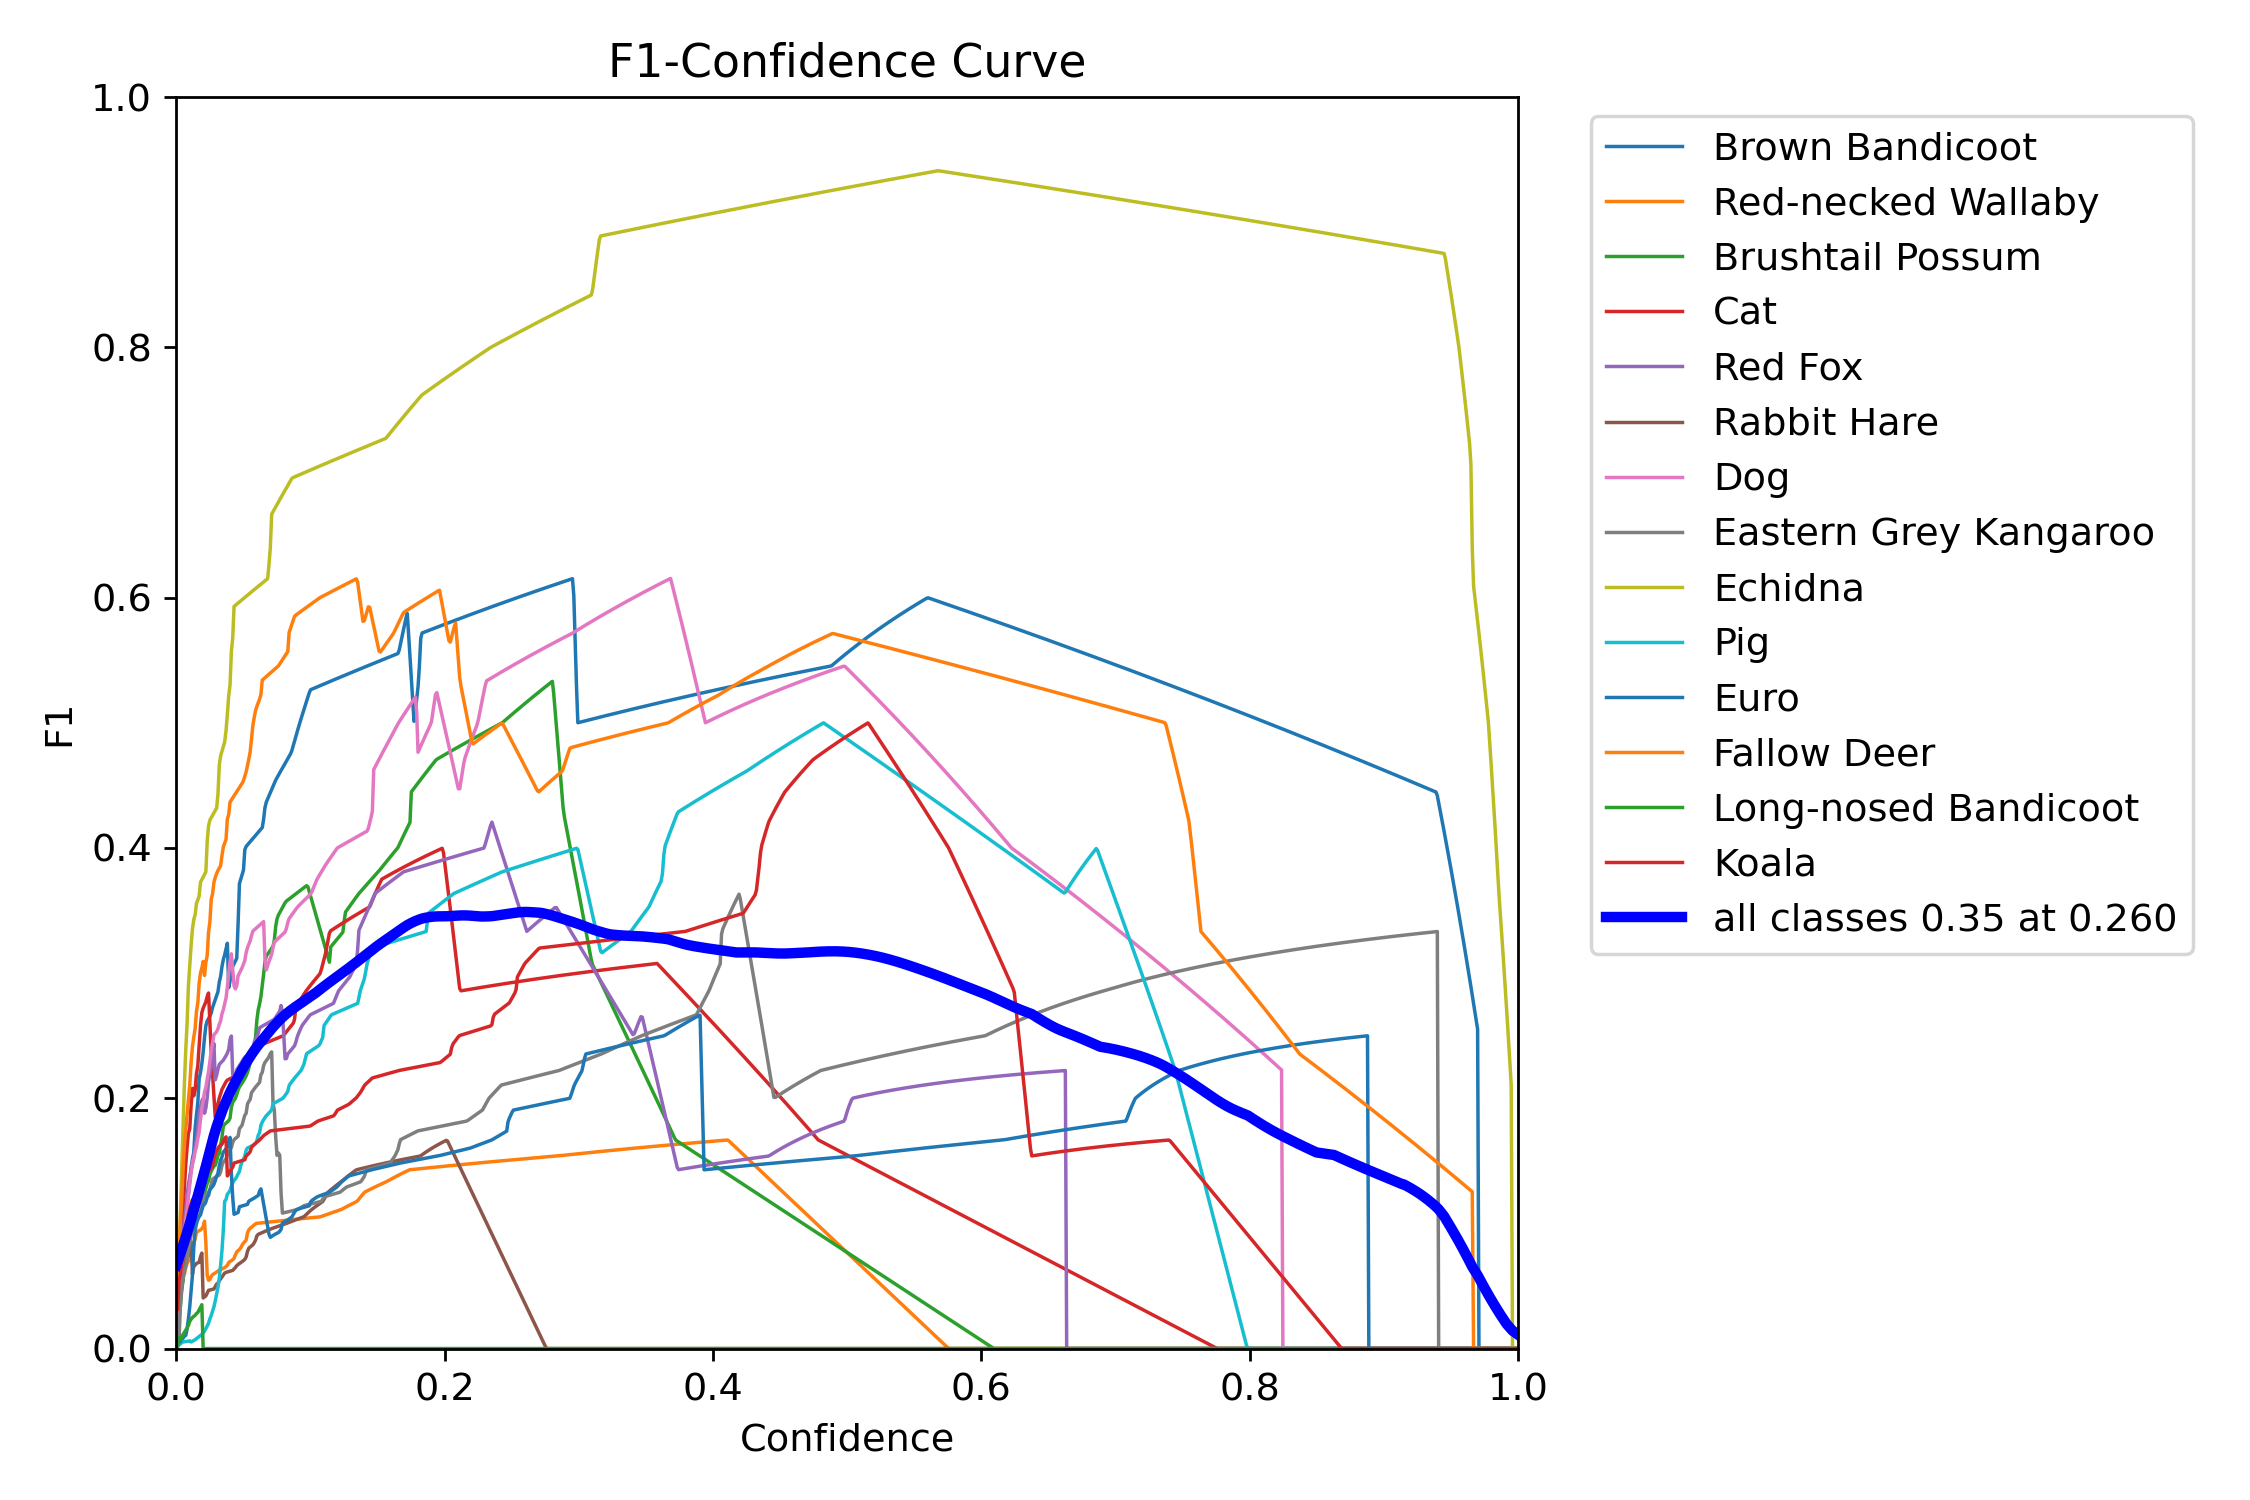 F1-Confidence Curve
1.0
0.8
0.6
0.4
0.2
0.0
F1
0.0 0.2 0.4 0.6 0.8 1.0
Confidence
Brown Bandicoot
Red-necked Wallaby
Brushtail Possum
Cat
Red Fox
Rabbit Hare
Dog
Eastern Grey Kangaroo
Echidna
Pig
Euro
Fallow Deer
Long-nosed Bandicoot
Koala
all classes 0.35 at 0.260